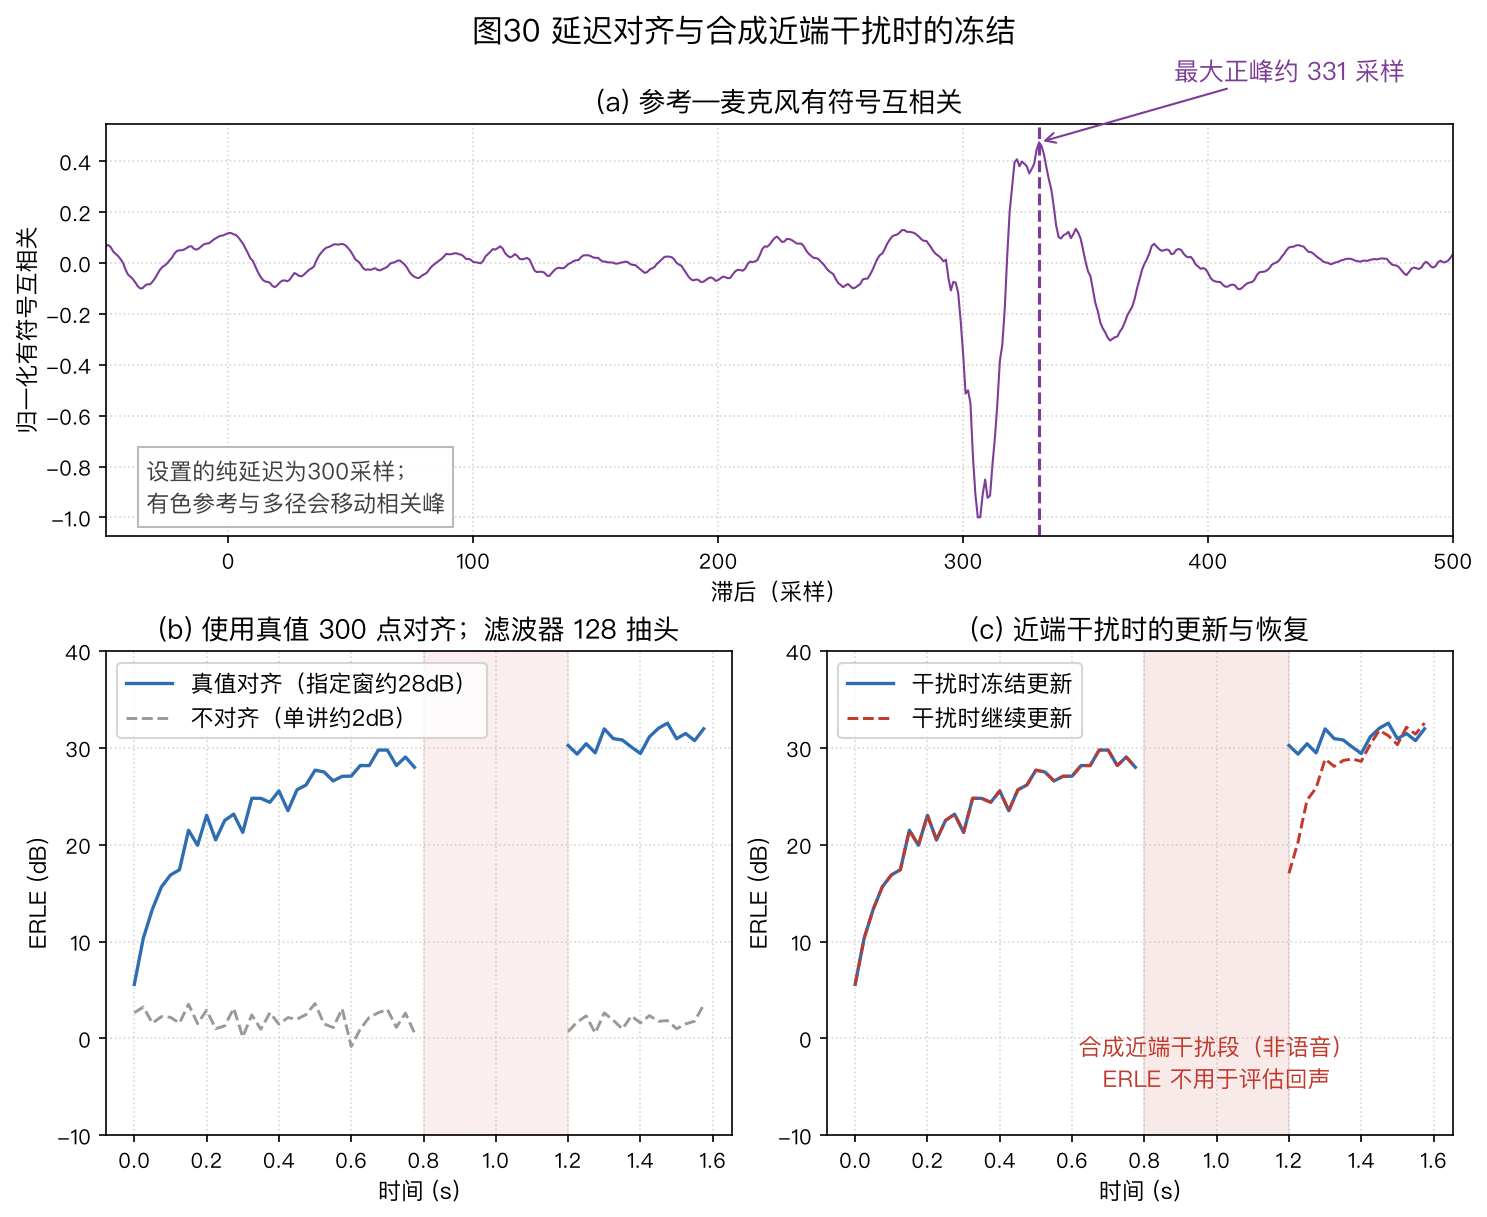 图30 延迟对齐与合成近端干扰时的冻结
最大正峰约 331 采样
(a) 参考—麦克风有符号互相关
归一化有符号互相关
0.4
0.2
0.0
−0.2
−0.4
−0.6
−0.8
−1.0
设置的纯延迟为300采样；
有色参考与多径会移动相关峰
0 100 200 300 400 500
滞后（采样）
(b) 使用真值 300 点对齐；滤波器 128 抽头
ERLE (dB)
40
30
20
10
0
−10
真值对齐（指定窗约28dB）
不对齐（单讲约2dB）
0.0 0.2 0.4 0.6 0.8 1.0 1.2 1.4 1.6
时间 (s)
(c) 近端干扰时的更新与恢复
ERLE (dB)
40
30
20
10
0
−10
干扰时冻结更新
干扰时继续更新
合成近端干扰段（非语音）
ERLE 不用于评估回声
0.0 0.2 0.4 0.6 0.8 1.0 1.2 1.4 1.6
时间 (s)